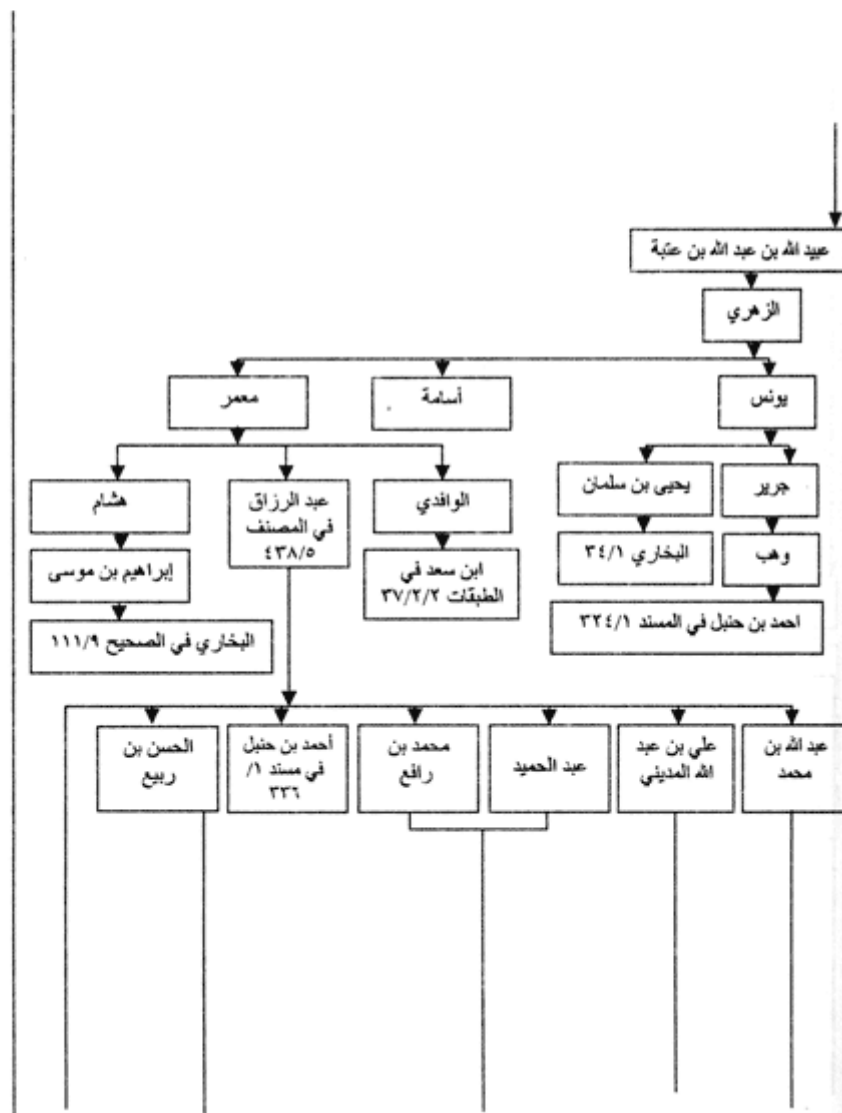 عبيد الله بن عبد الله بن عتبة
الزهري
يونس
أسامة
معمر
جرير
يحيى بن سلمان
الوافدي
عبد الرزاق
في المصنف
٤٣٨/٥
هشام
وهب
البخاري ٣٤/١
ابن سعد في
الطبقات ٣٧/٢/٢
إبراهيم بن موسى
احمد بن حنبل في المسند ٣٢٤/١
البخاري في الصحيح ١١١/٩
عبد الله بن
محمد
علي بن عبد
الله المديني
عبد الحميد
محمد بن
رافع
أحمد بن حنبل
في مسند ١/
٣٣٦
الحسن بن
ربيع